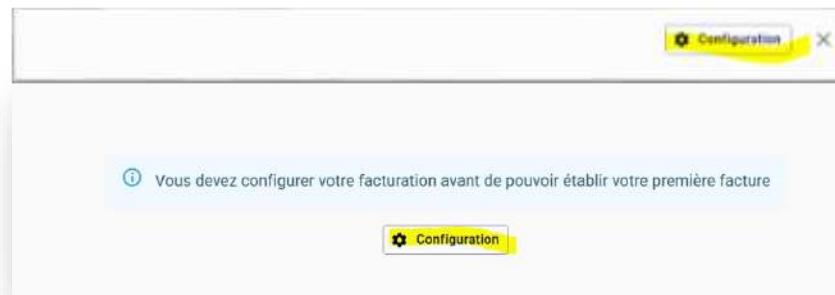 Configuration
Vous devez configurer votre facturation avant de pouvoir établir votre première facture
Configuration